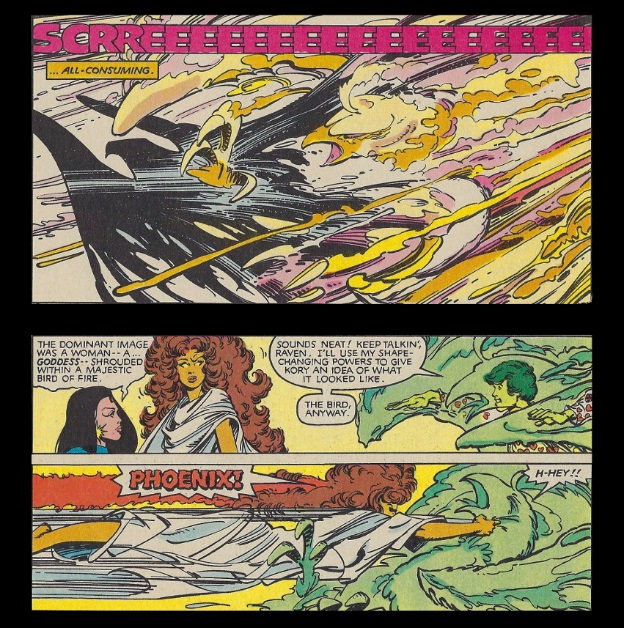 SCRREEEEEEEEEEEEEEEEEE
... ALL-CONSUMING.
THE DOMINANT IMAGE
WAS A WOMAN--A...
GODDESS--SHROUDED
WITHIN A MAJESTIC
BIRD OF FIRE.
SOUNDS NEAT! KEEP TALKIN',
RAVEN. I'LL USE MY SHAPE-
CHANGING POWERS TO GIVE
KORY AN IDEA OF WHAT
IT LOOKED LIKE.
THE BIRD,
ANYWAY.
PHOENIX!
H-HEY!!